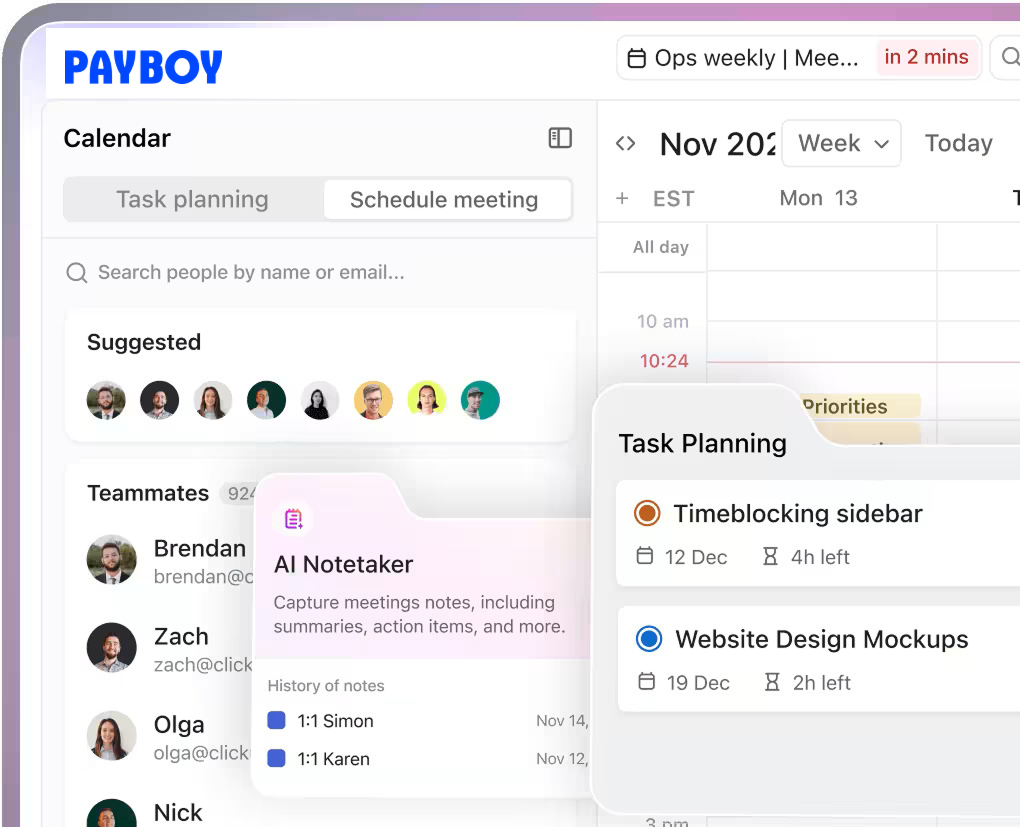 PAYBOY
Ops weekly | Mee...
in 2 mins
Calendar
Nov 202
Week
Today
Task planning
Schedule meeting
+ EST
Mon 13
All day
Search people by name or email...
10 am
Suggested
10:24
Priorities
Task Planning
Teammates 924
Timeblocking sidebar
12 Dec
4h left
Brendan
brendan@c
AI Notetaker
Capture meetings notes, including
summaries, action items, and more.
Zach
zach@click
Website Design Mockups
19 Dec
2h left
History of notes
1:1 Simon
Nov 14,
1:1 Karen
Nov 12,
Olga
olga@click
Nick
3 pm